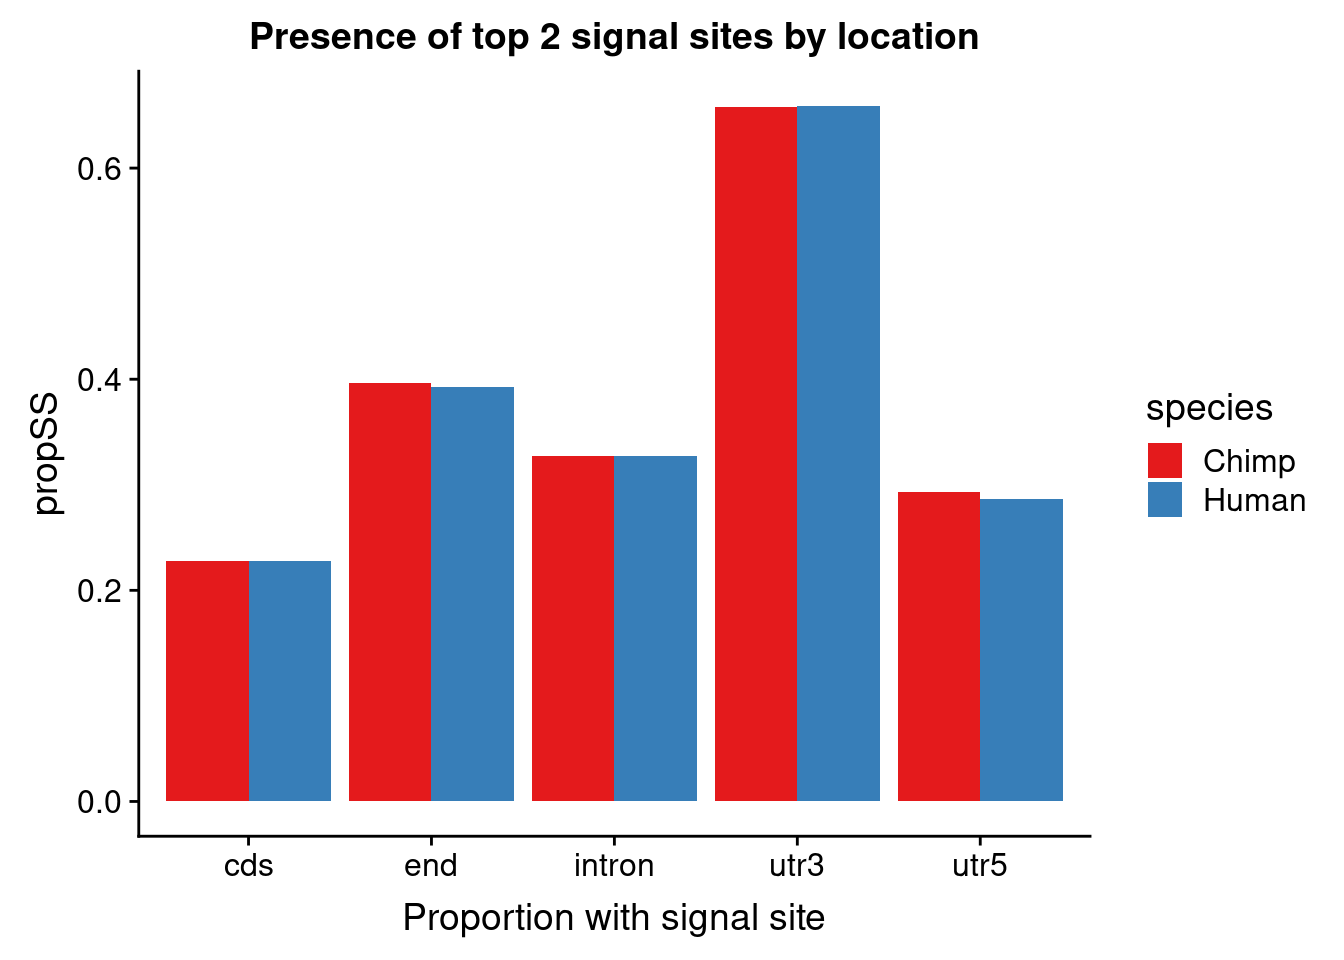 Presence of top 2 signal sites by location
propSS
0.6
0.4
0.2
0.0
cds end intron utr3 utr5
Proportion with signal site
species
Chimp
Human